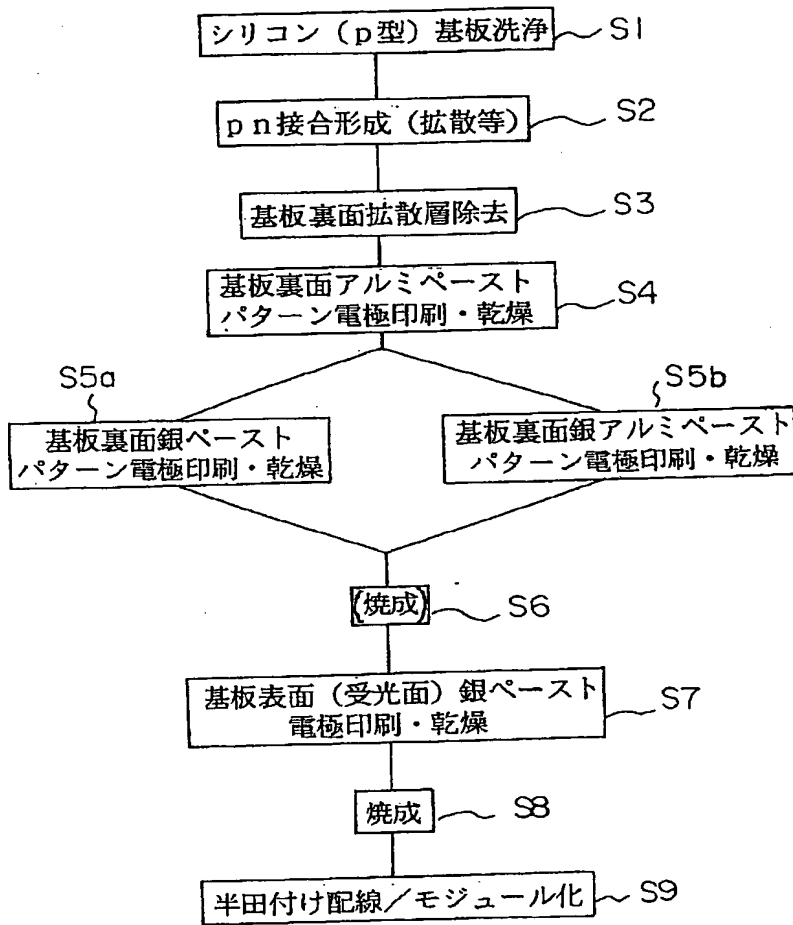 シリコン（p型）基板洗浄 S1
pn接合形成（拡散等） S2
基板裏面拡散層除去 S3
基板裏面アルミペースト
パターン電極印刷・乾燥 S4
S5a
基板裏面銀ペースト
パターン電極印刷・乾燥
S5b
基板裏面銀アルミペースト
パターン電極印刷・乾燥
(焼成) S6
基板表面（受光面）銀ペースト
電極印刷・乾燥 S7
焼成 S8
半田付け配線／モジュール化 S9